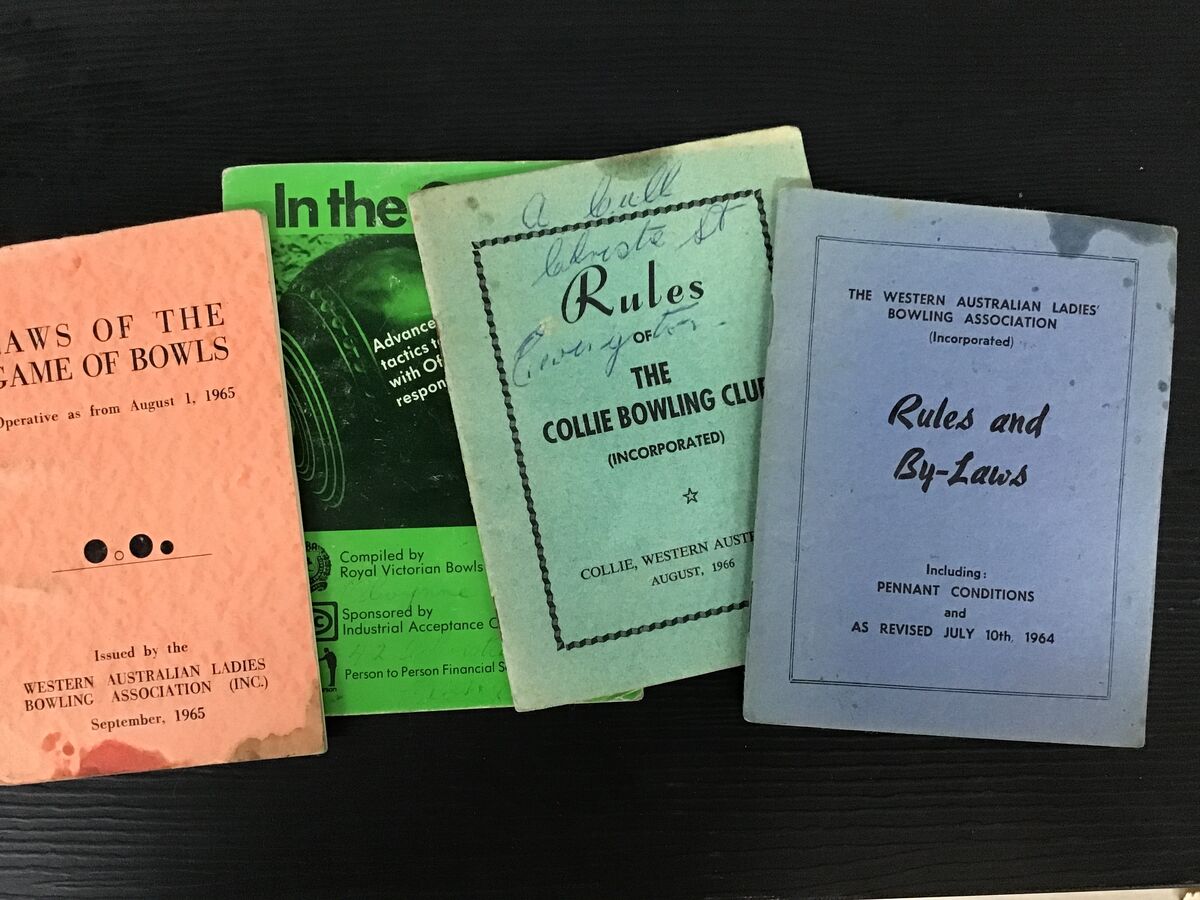 AWS OF THE
GAME OF BOWLS
Operative as from August 1, 1965
Issued by the
WESTERN AUSTRALIAN LADIES
BOWLING ASSOCIATION (INC.)
September, 1965
In the
Advance
tactics t
with Of
respon
Compiled by
Royal Victorian Bowls
Sponsored by
Industrial Acceptance C
Person to Person Financial S
A Cull
St
Rules
OF
THE
COLLIE BOWLING CLUB
(INCORPORATED)
COLLIE, WESTERN AUST
AUGUST, 1966
THE WESTERN AUSTRALIAN LADIES'
BOWLING ASSOCIATION
(Incorporated)
Rules and
By-Laws
Including:
PENNANT CONDITIONS
and
AS REVISED JULY 10th, 1964